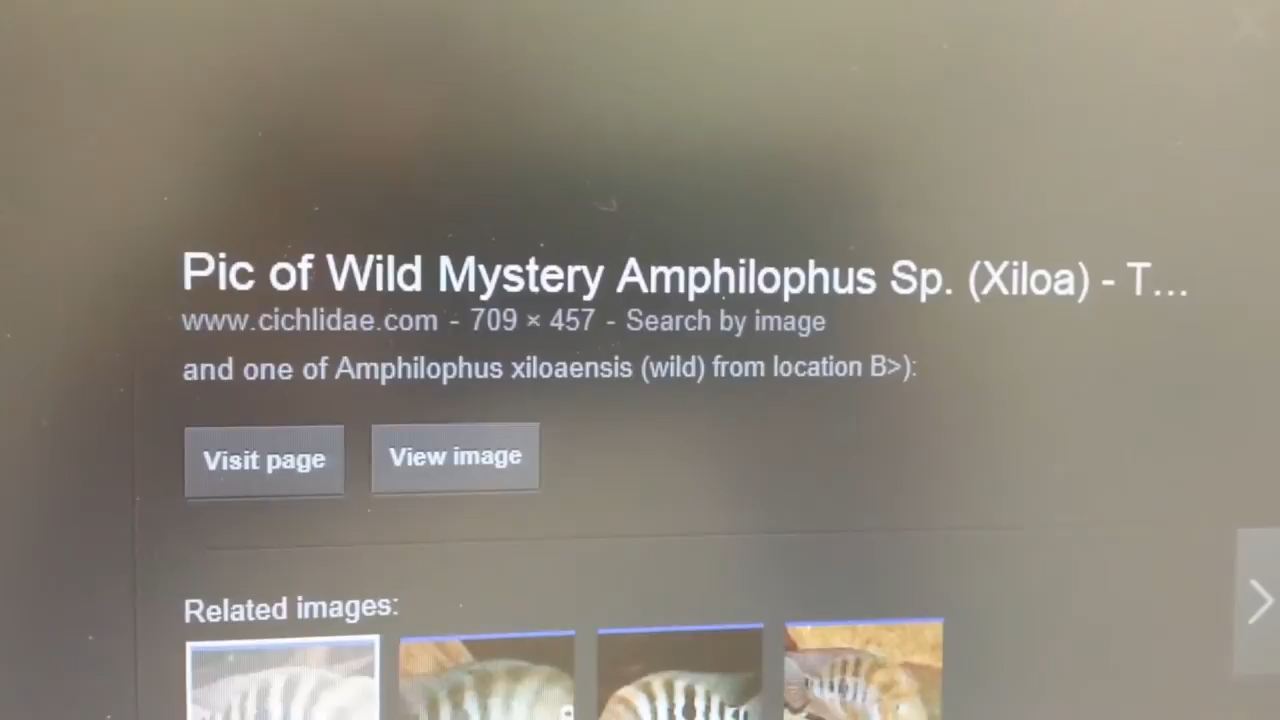 Pic of Wild Mystery Amphilophus Sp. (Xiloa) - T...
www.cichlidae.com - 709 × 457 - Search by image
and one of Amphilophus xiloaensis (wild) from location B>):
Visit page View image
Related images: